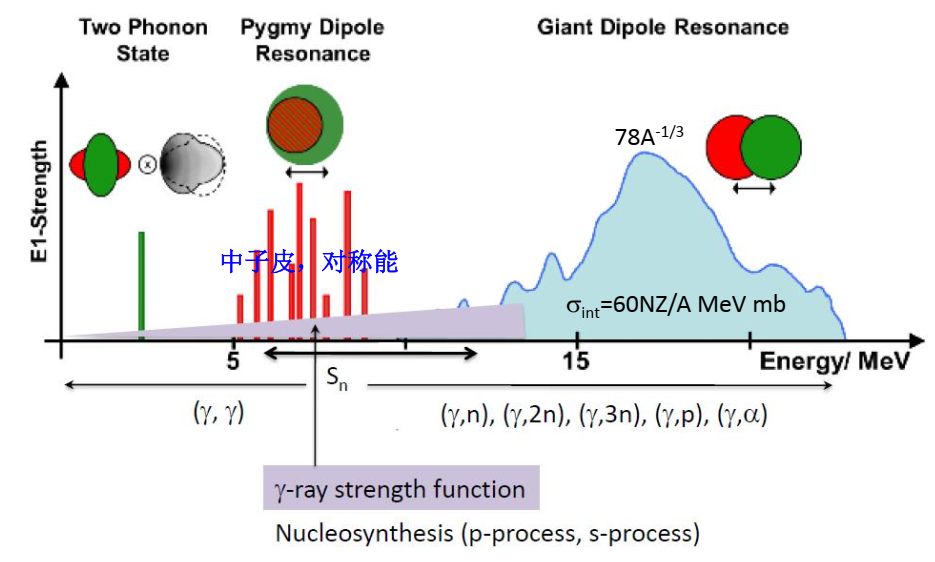 Two Phonon
State
Pygmy Dipole
Resonance
Giant Dipole Resonance
78A-1/3
E1-Strength
x
中子皮，对称能
σint=60NZ/A MeV mb
5
15
Energy/ MeV
Sn
(γ, γ)
(γ,n), (γ,2n), (γ,3n), (γ,p), (γ,α)
γ-ray strength function
Nucleosynthesis (p-process, s-process)